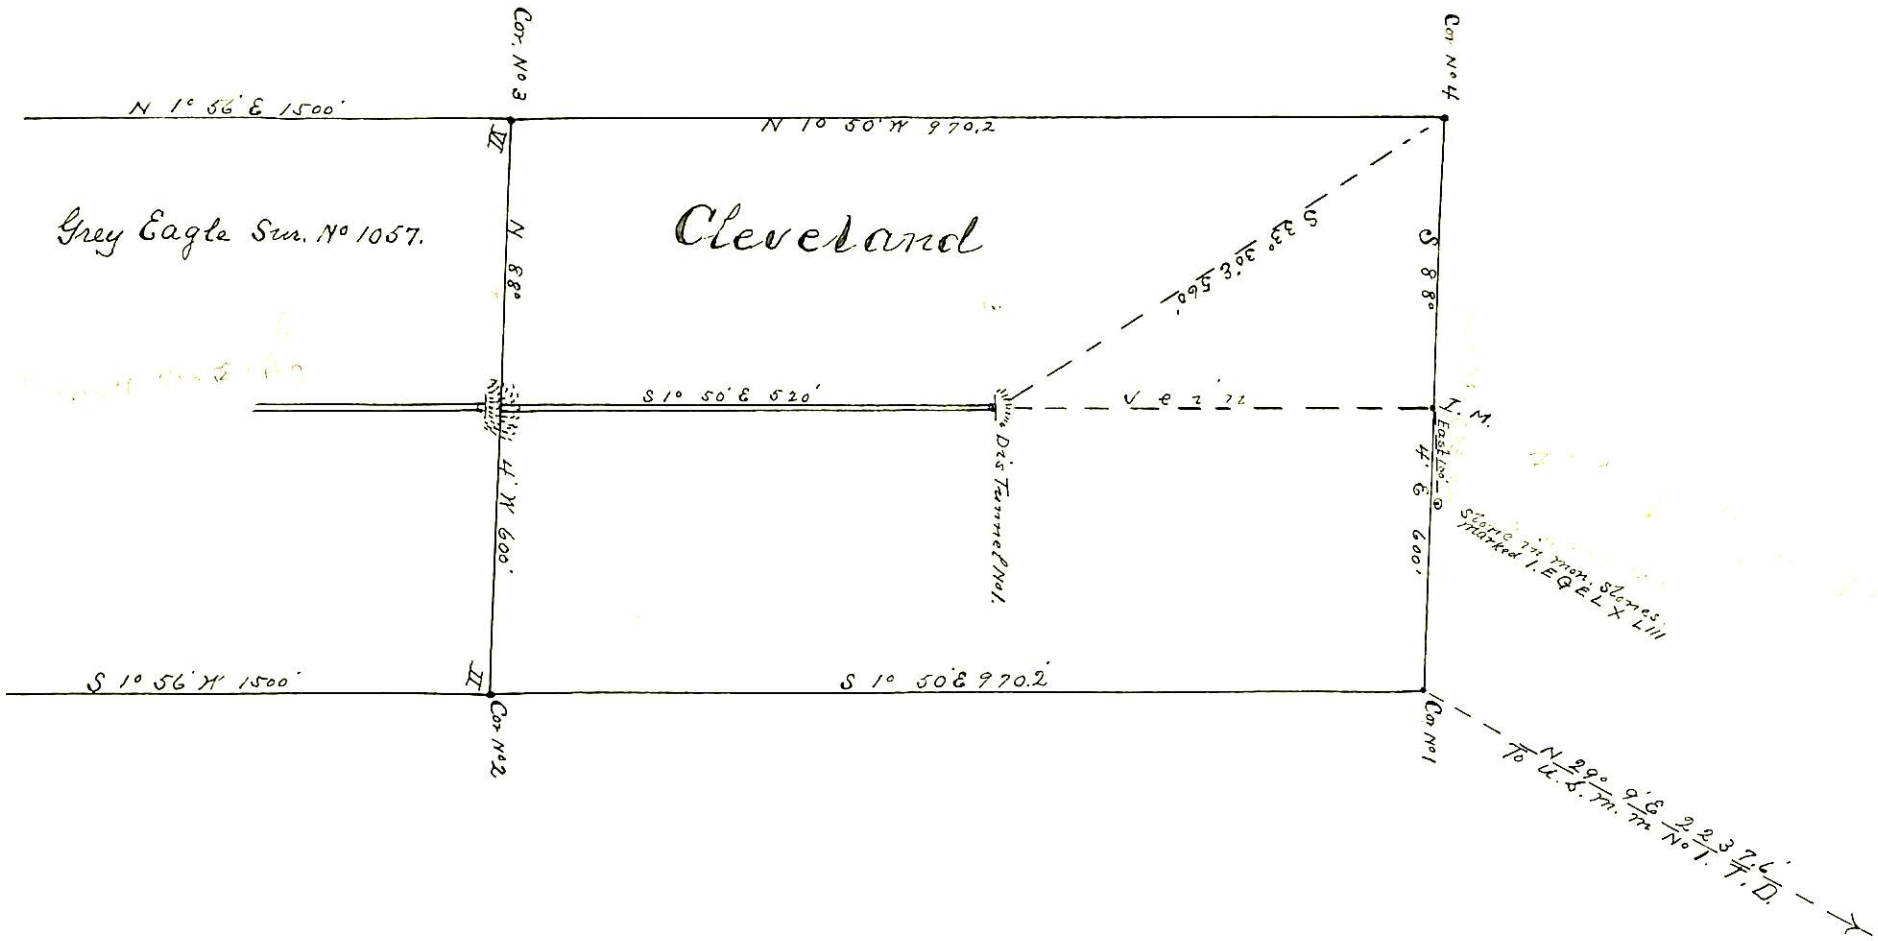 Cor. No 3
Cor No 4
N 1° 56' E 1500'
N 1° 50' W 970.2
VI
Grey Eagle Sur. No 1057.
Cleveland
N 88° 4' W 600'
S 33° 30' E 560'
S 88° 4' E 600'
S 1° 50' E 520'
Vein
I. M.
East 100'
Dis Tunnel No 1.
Stone in mon. stones.
marked I.
S 1° 56' W 1500'
II
S 1° 50' E 970.2'
Cor No 2
Cor No 1
N 29° 9' E 2237.6'
To U. S. m. m No 1. F. D.